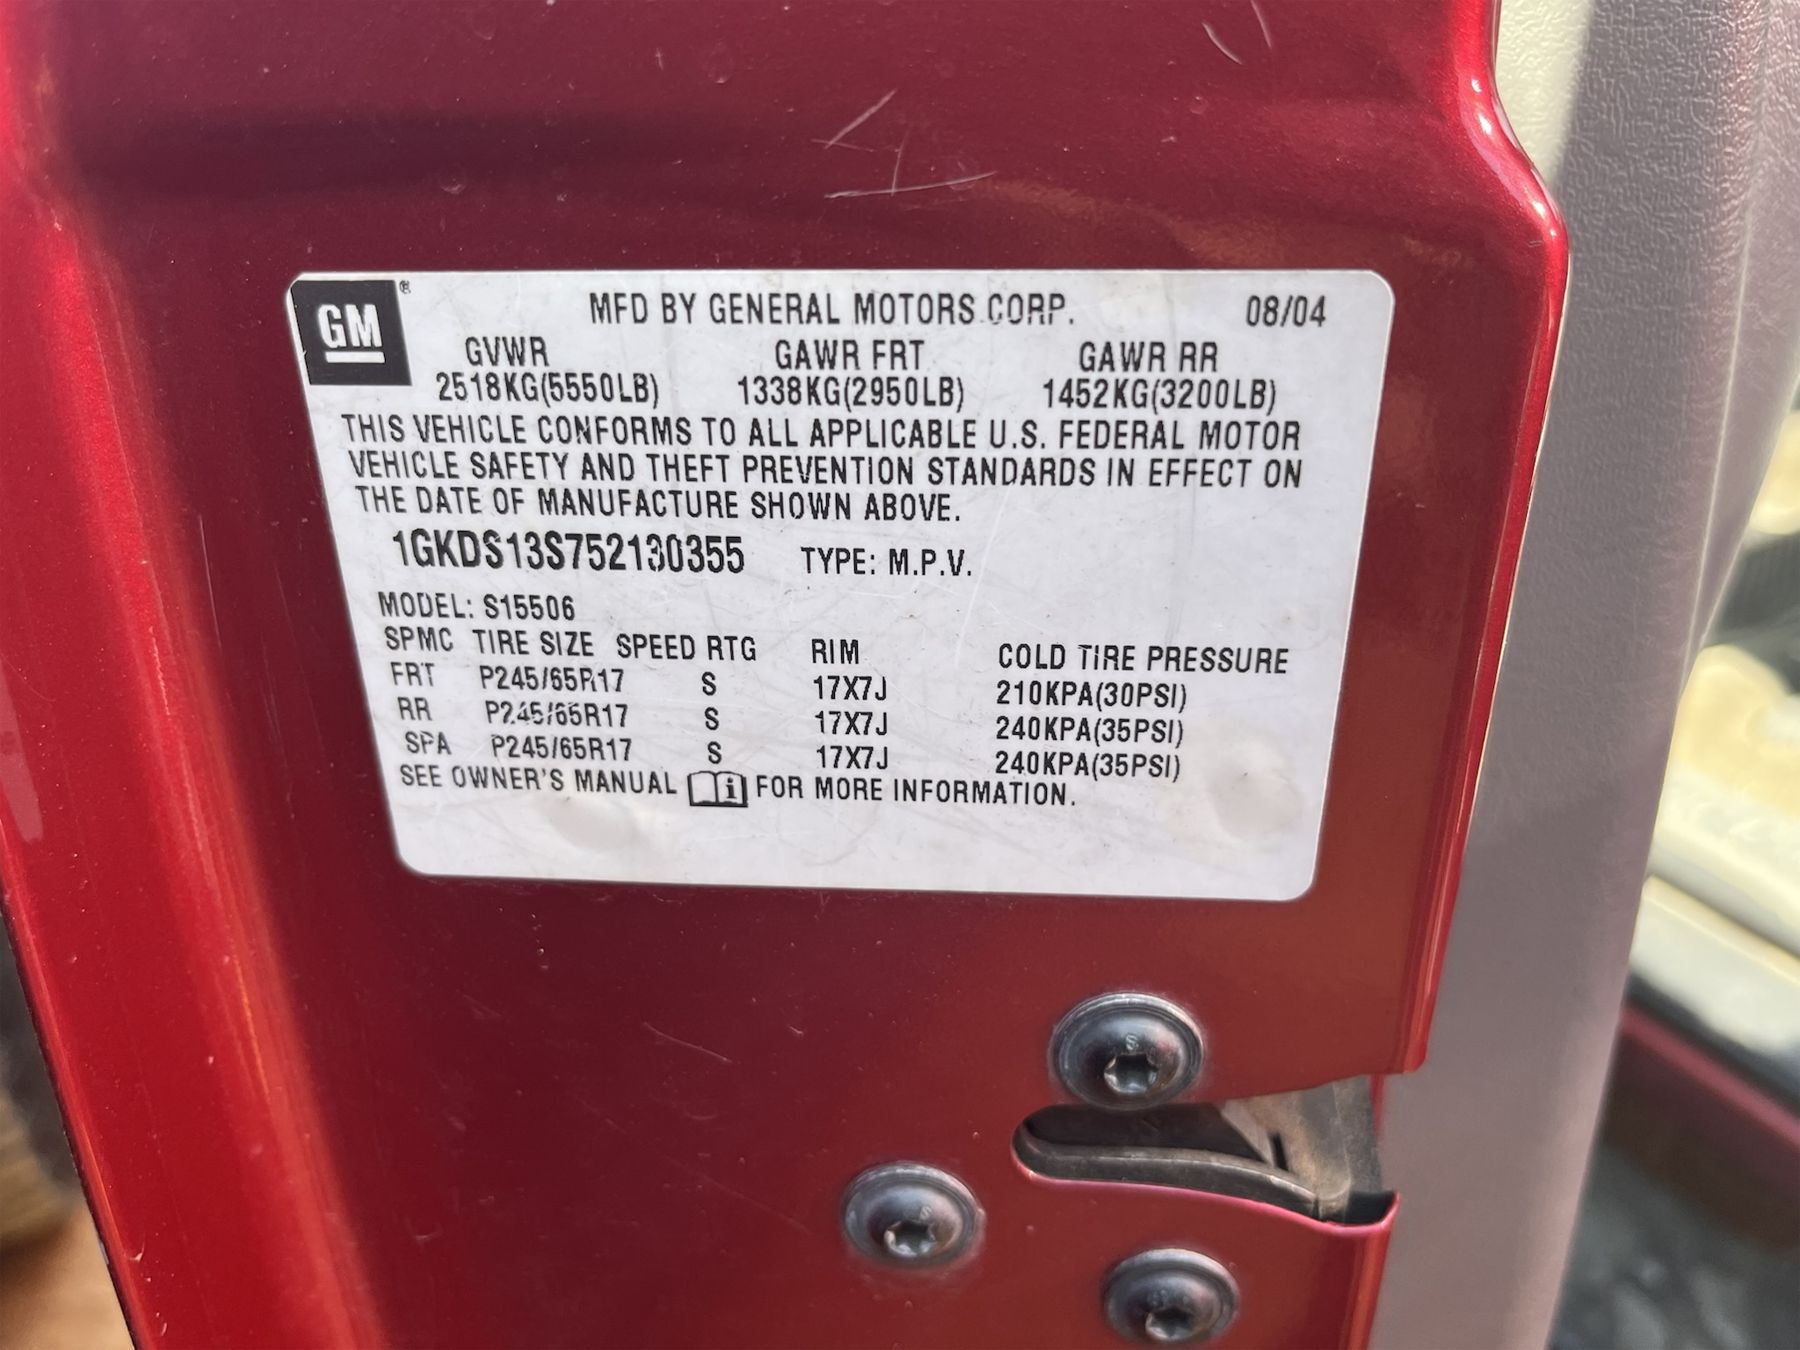 GM®
MFD BY GENERAL MOTORS CORP. 08/04
GVWR GAWR FRT GAWR RR
2518KG(5550LB) 1338KG(2950LB) 1452KG(3200LB)
THIS VEHICLE CONFORMS TO ALL APPLICABLE U.S. FEDERAL MOTOR
VEHICLE SAFETY AND THEFT PREVENTION STANDARDS IN EFFECT ON
THE DATE OF MANUFACTURE SHOWN ABOVE.
1GKDS13S752130355 TYPE: M.P.V.
MODEL: S15506
SPMC TIRE SIZE SPEED RTG RIM COLD TIRE PRESSURE
FRT P245/65R17 S 17X7J 210KPA(30PSI)
RR P245/65R17 S 17X7J 240KPA(35PSI)
SPA P245/65R17 S 17X7J 240KPA(35PSI)
SEE OWNER'S MANUAL i FOR MORE INFORMATION.
S
S